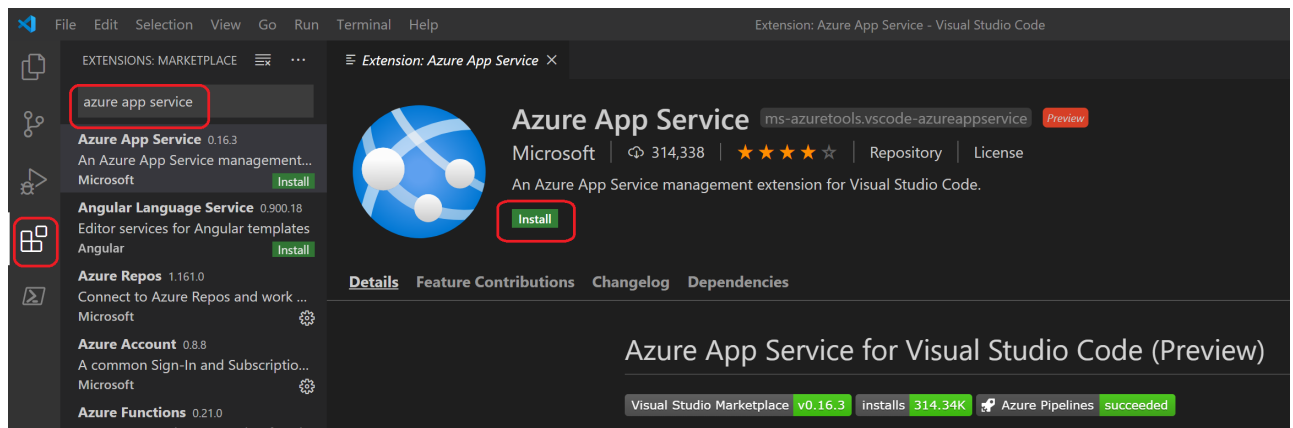 File Edit Selection View Go Run Terminal Help
Extension: Azure App Service - Visual Studio Code
EXTENSIONS: MARKETPLACE
azure app service
Azure App Service 0.16.3
An Azure App Service management...
Microsoft Install
Angular Language Service 0.900.18
Editor services for Angular templates
Angular Install
Azure Repos 1.161.0
Connect to Azure Repos and work ...
Microsoft
Azure Account 0.8.8
A common Sign-In and Subscriptio...
Microsoft
Azure Functions 0.21.0
Extension: Azure App Service
Azure App Service ms-azuretools.vscode-azureappservice Preview
Microsoft 314,338 Repository License
An Azure App Service management extension for Visual Studio Code.
Install
Details Feature Contributions Changelog Dependencies
Azure App Service for Visual Studio Code (Preview)
Visual Studio Marketplace v0.16.3 installs 314.34K Azure Pipelines succeeded